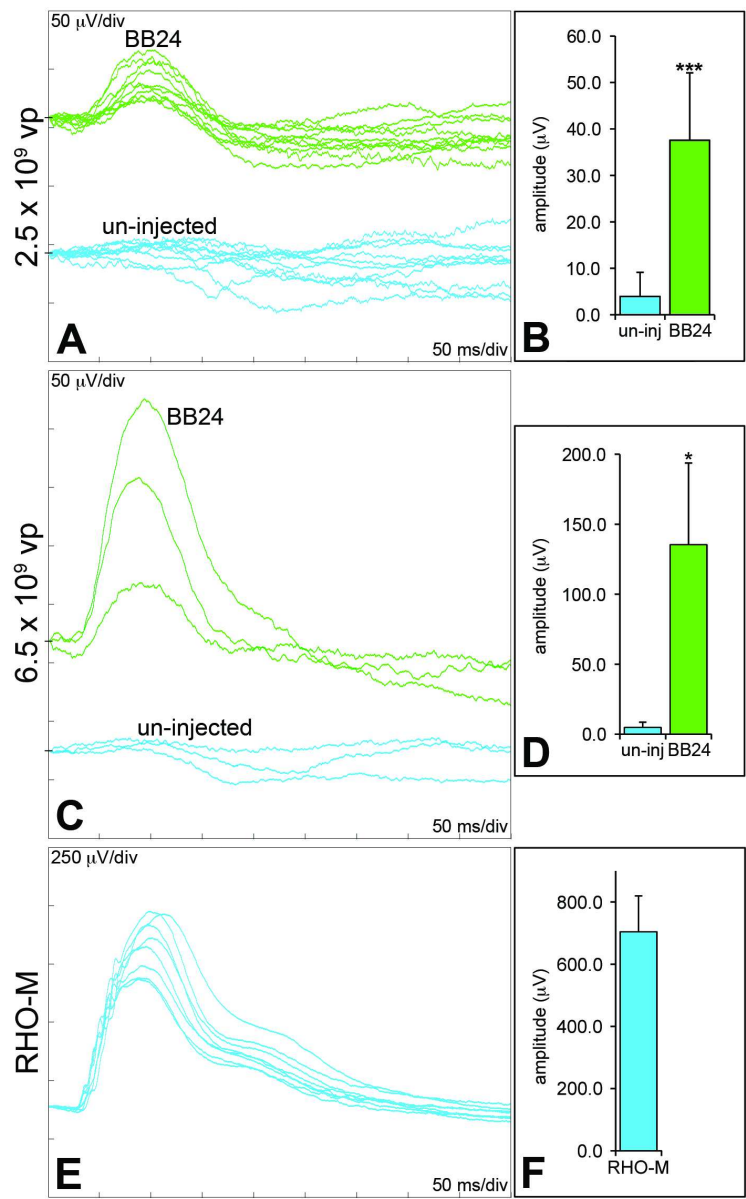 50 μV/div
BB24
2.5 x 10⁹ vp
un-injected
A
50 ms/div
60.0
50.0
40.0
30.0
20.0
10.0
0.0
amplitude (μV)
***
un-inj BB24
B
50 μV/div
BB24
6.5 x 10⁹ vp
un-injected
C
50 ms/div
200.0
150.0
100.0
50.0
0.0
amplitude (μV)
*
un-inj BB24
D
250 μV/div
RHO-M
E
50 ms/div
800.0
600.0
400.0
200.0
0.0
amplitude (μV)
RHO-M
F